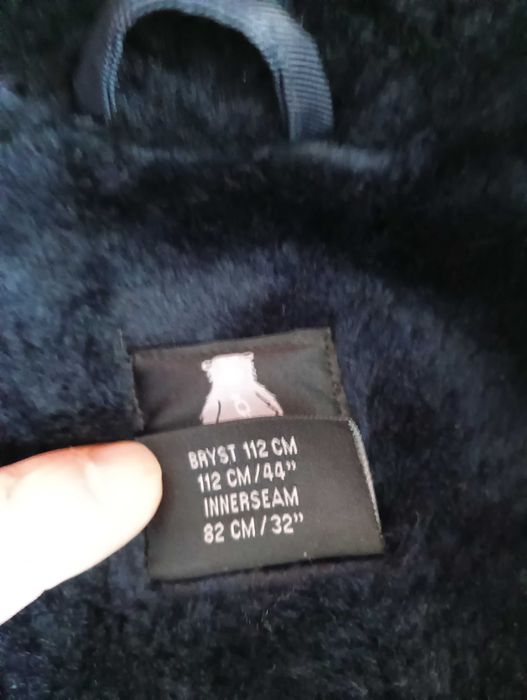 BRYST 112 CM
112 CM/44"
INNERSEAM
82 CM/32"